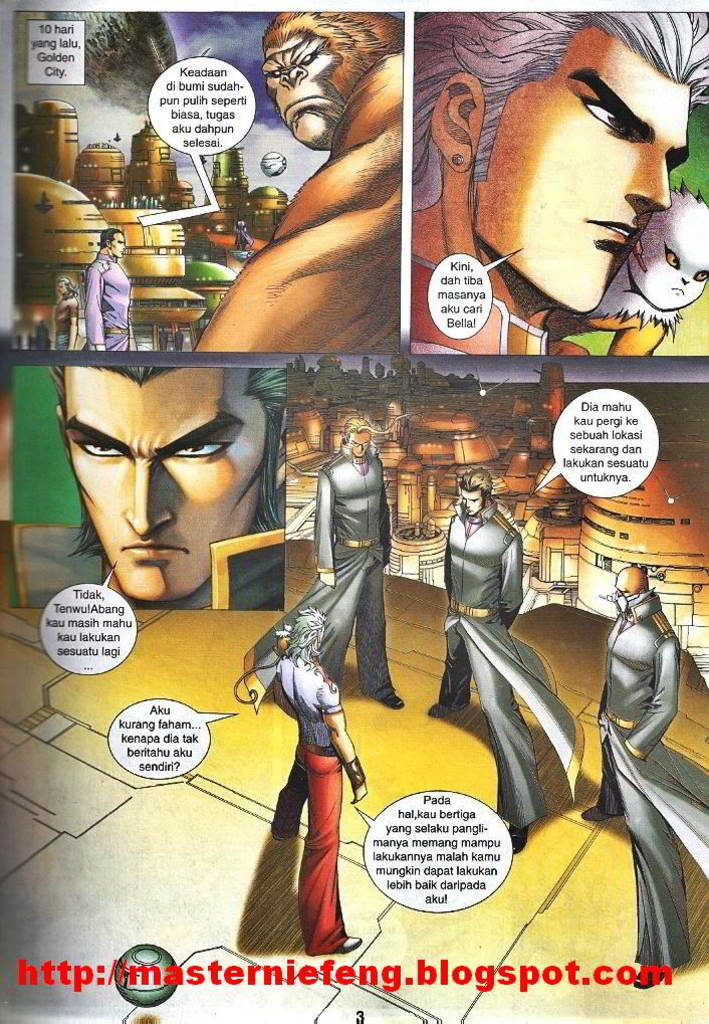 10 hari
yang lalu,
Golden
City.
Keadaan
di bumi sudah-
pun pulih seperti
biasa, tugas
aku dahpun
selesai.
Kini,
dah tiba
masanya
aku cari
Bella!
Dia mahu
kau pergi ke
sebuah lokasi
sekarang dan
lakukan sesuatu
untuknya.
Tidak,
Tenwu!Abang
kau masih mahu
kau lakukan
sesuatu lagi
...
Aku
kurang faham...
kenapa dia tak
beritahu aku
sendiri?
Pada
hal,kau bertiga
yang selaku pangli-
manya memang mampu
lakukannya malah kamu
mungkin dapat lakukan
lebih baik daripada
aku!
http://masterniefeng.blogspot.com
3